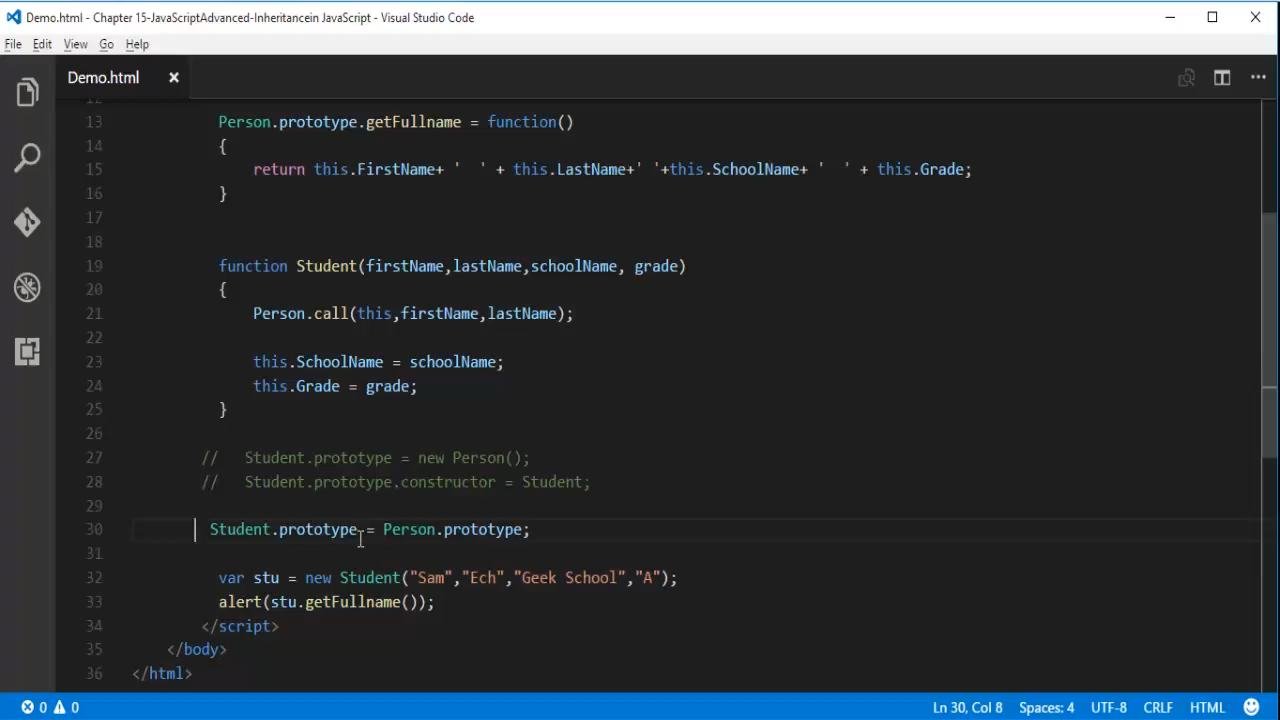 Demo.html - Chapter 15-JavaScriptAdvanced-Inheritancein JavaScript - Visual Studio Code
File Edit View Go Help
Demo.html
12
13 Person.prototype.getFullname = function()
14 {
15 return this.FirstName+ '  ' + this.LastName+' '+this.SchoolName+ '  ' + this.Grade;
16 }
17
18
19 function Student(firstName,lastName,schoolName, grade)
20 {
21 Person.call(this,firstName,lastName);
22
23 this.SchoolName = schoolName;
24 this.Grade = grade;
25 }
26
27 // Student.prototype = new Person();
28 // Student.prototype.constructor = Student;
29
30 Student.prototype = Person.prototype;
31
32 var stu = new Student("Sam","Ech","Geek School","A");
33 alert(stu.getFullname());
34 </script>
35 </body>
36 </html>
0 0 Ln 30, Col 8 Spaces: 4 UTF-8 CRLF HTML